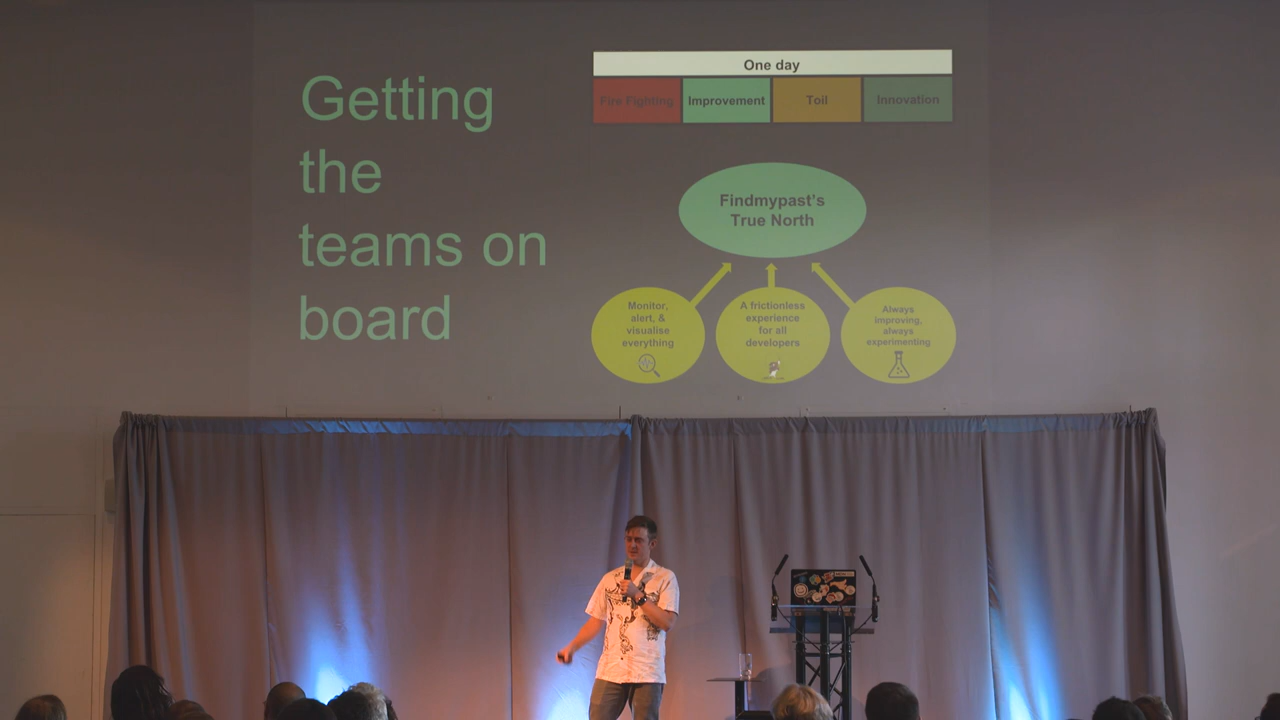 Getting
the
teams on
board
One day
Fire Fighting
Improvement
Toil
Innovation
Findmypast's
True North
Monitor,
alert, &
visualise
everything
A frictionless
experience
for all
developers
Always
improving,
always
experimenting